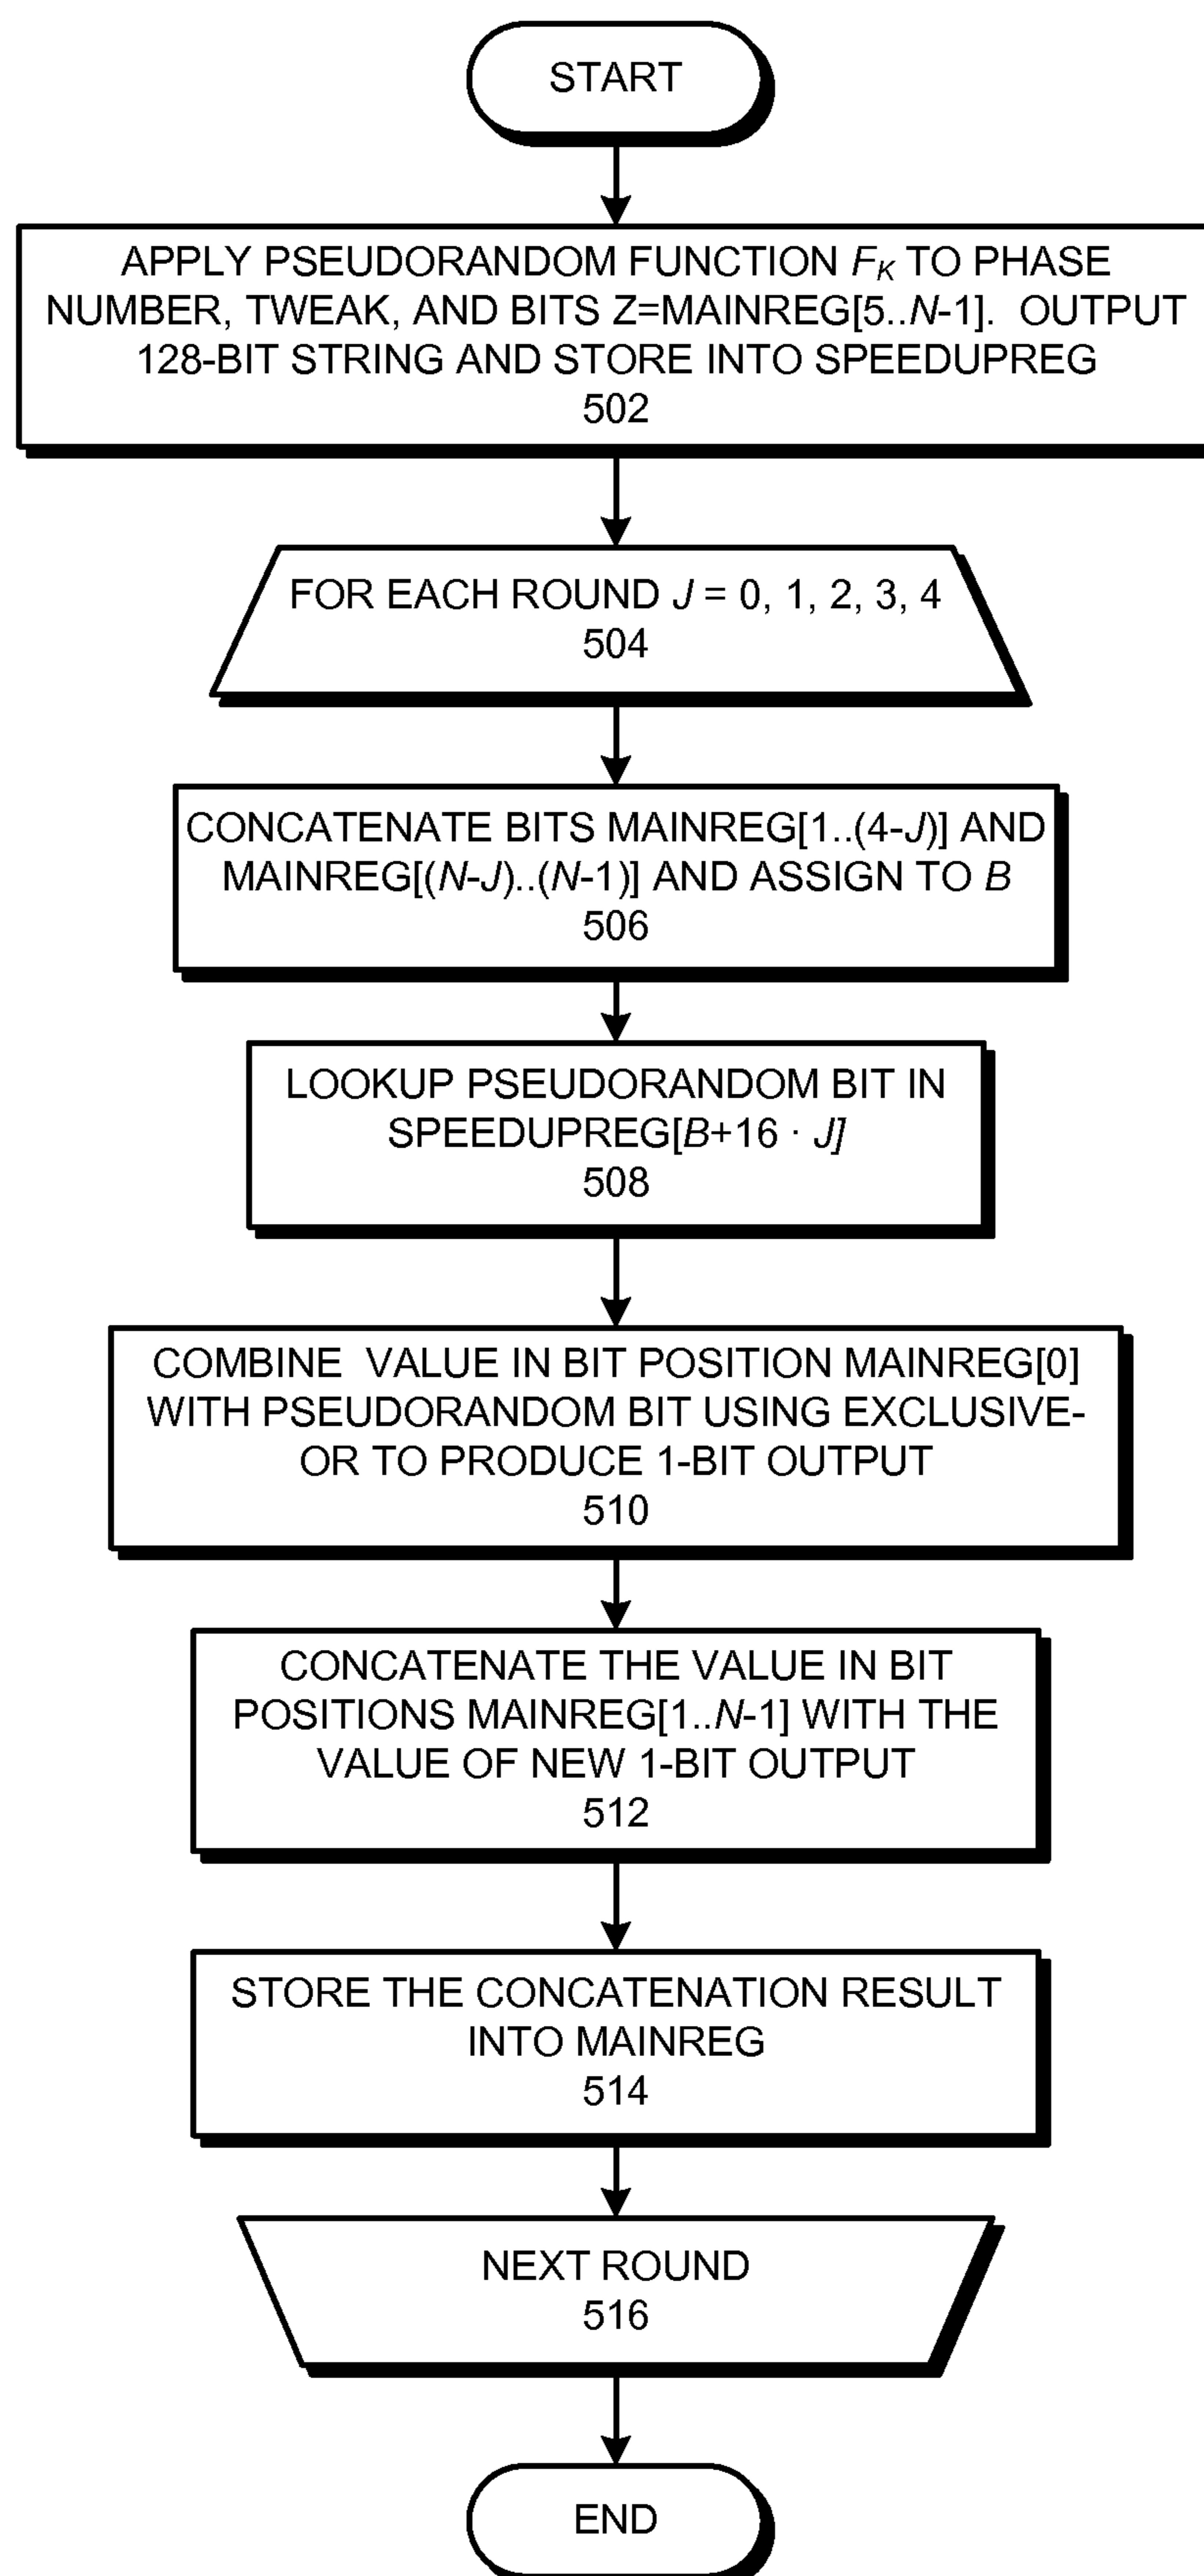 START
APPLY PSEUDORANDOM FUNCTION FK TO PHASE
NUMBER, TWEAK, AND BITS Z=MAINREG[5..N-1]. OUTPUT
128-BIT STRING AND STORE INTO SPEEDUPREG
502
FOR EACH ROUND J = 0, 1, 2, 3, 4
504
CONCATENATE BITS MAINREG[1..(4-J)] AND
MAINREG[(N-J)..(N-1)] AND ASSIGN TO B
506
LOOKUP PSEUDORANDOM BIT IN
SPEEDUPREG[B+16 · J]
508
COMBINE VALUE IN BIT POSITION MAINREG[0]
WITH PSEUDORANDOM BIT USING EXCLUSIVE-
OR TO PRODUCE 1-BIT OUTPUT
510
CONCATENATE THE VALUE IN BIT
POSITIONS MAINREG[1..N-1] WITH THE
VALUE OF NEW 1-BIT OUTPUT
512
STORE THE CONCATENATION RESULT
INTO MAINREG
514
NEXT ROUND
516
END